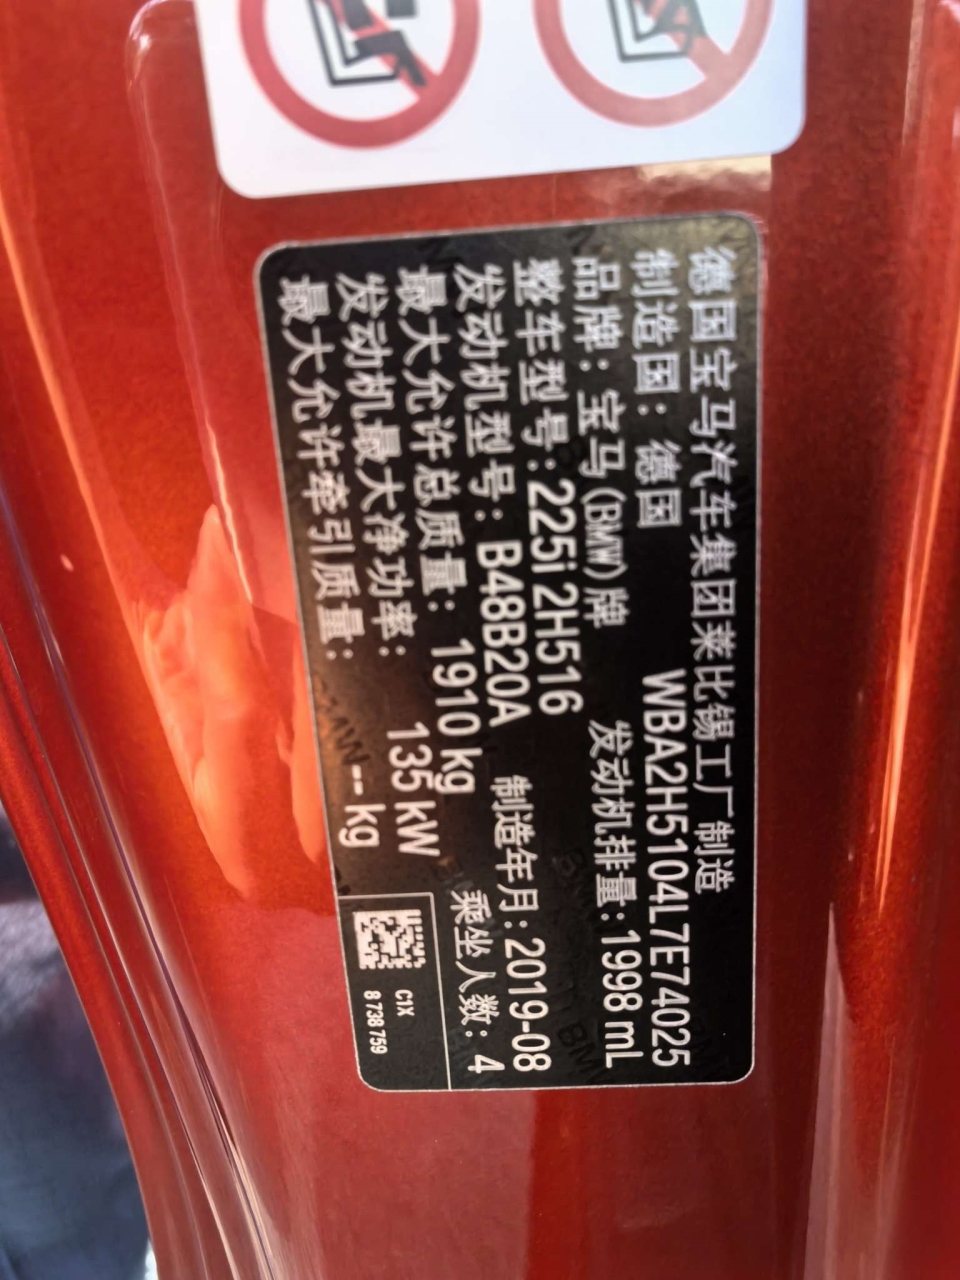 德国宝马汽车集团莱比锡工厂制造
制造国：德国 WBA2H5104L7E74025
品牌：宝马(BMW)牌 发动机排量：1998 mL
整车型号：225i 2H516
发动机型号：B48B20A 制造年月：2019-08
最大允许总质量：1910 kg 乘坐人数：4
发动机最大净功率：135 kW
最大允许牵引质量：-- kg
C1X
8 738 759